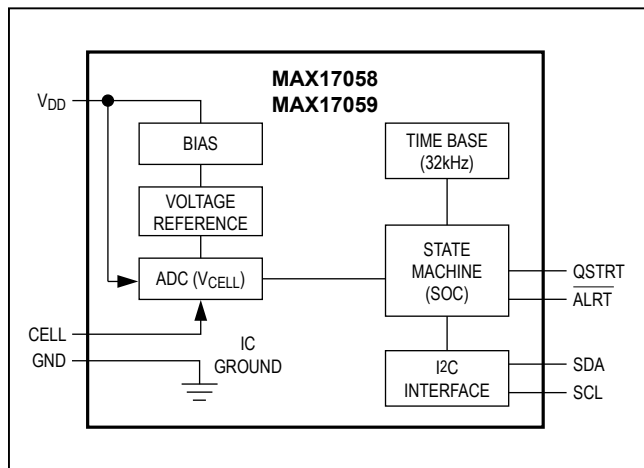 MAX17058
MAX17059
VDD
BIAS
TIME BASE
(32kHz)
VOLTAGE
REFERENCE
ADC (VCELL)
STATE
MACHINE
(SOC)
QSTRT
ALRT
CELL
GND
IC
GROUND
I2C
INTERFACE
SDA
SCL